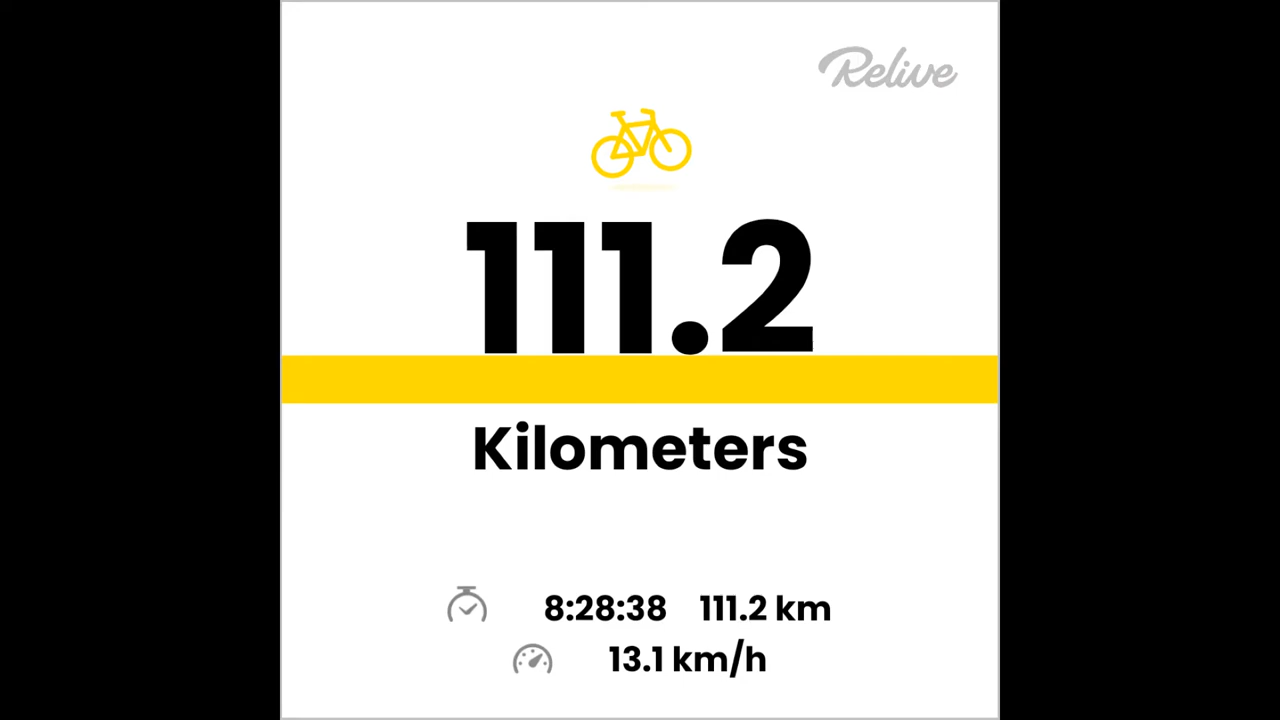 Relive
111.2
Kilometers
8:28:38 111.2 km
13.1 km/h